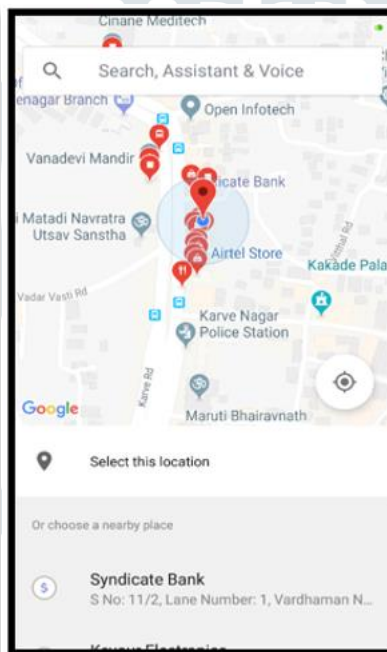 Cinane Meditech
Search, Assistant & Voice
enagar Branch
Open Infotech
Vanadevi Mandir
icate Bank
i Matadi Navratra
Utsav Sanstha
Airtel Store
Vithal Rd
Kakade Pala
Vadar Vasti Rd
Karve Nagar
Police Station
Karve Rd
Google
Maruti Bhairavnath
Select this location
Or choose a nearby place
$
Syndicate Bank
S No: 11/2, Lane Number: 1, Vardhaman N...